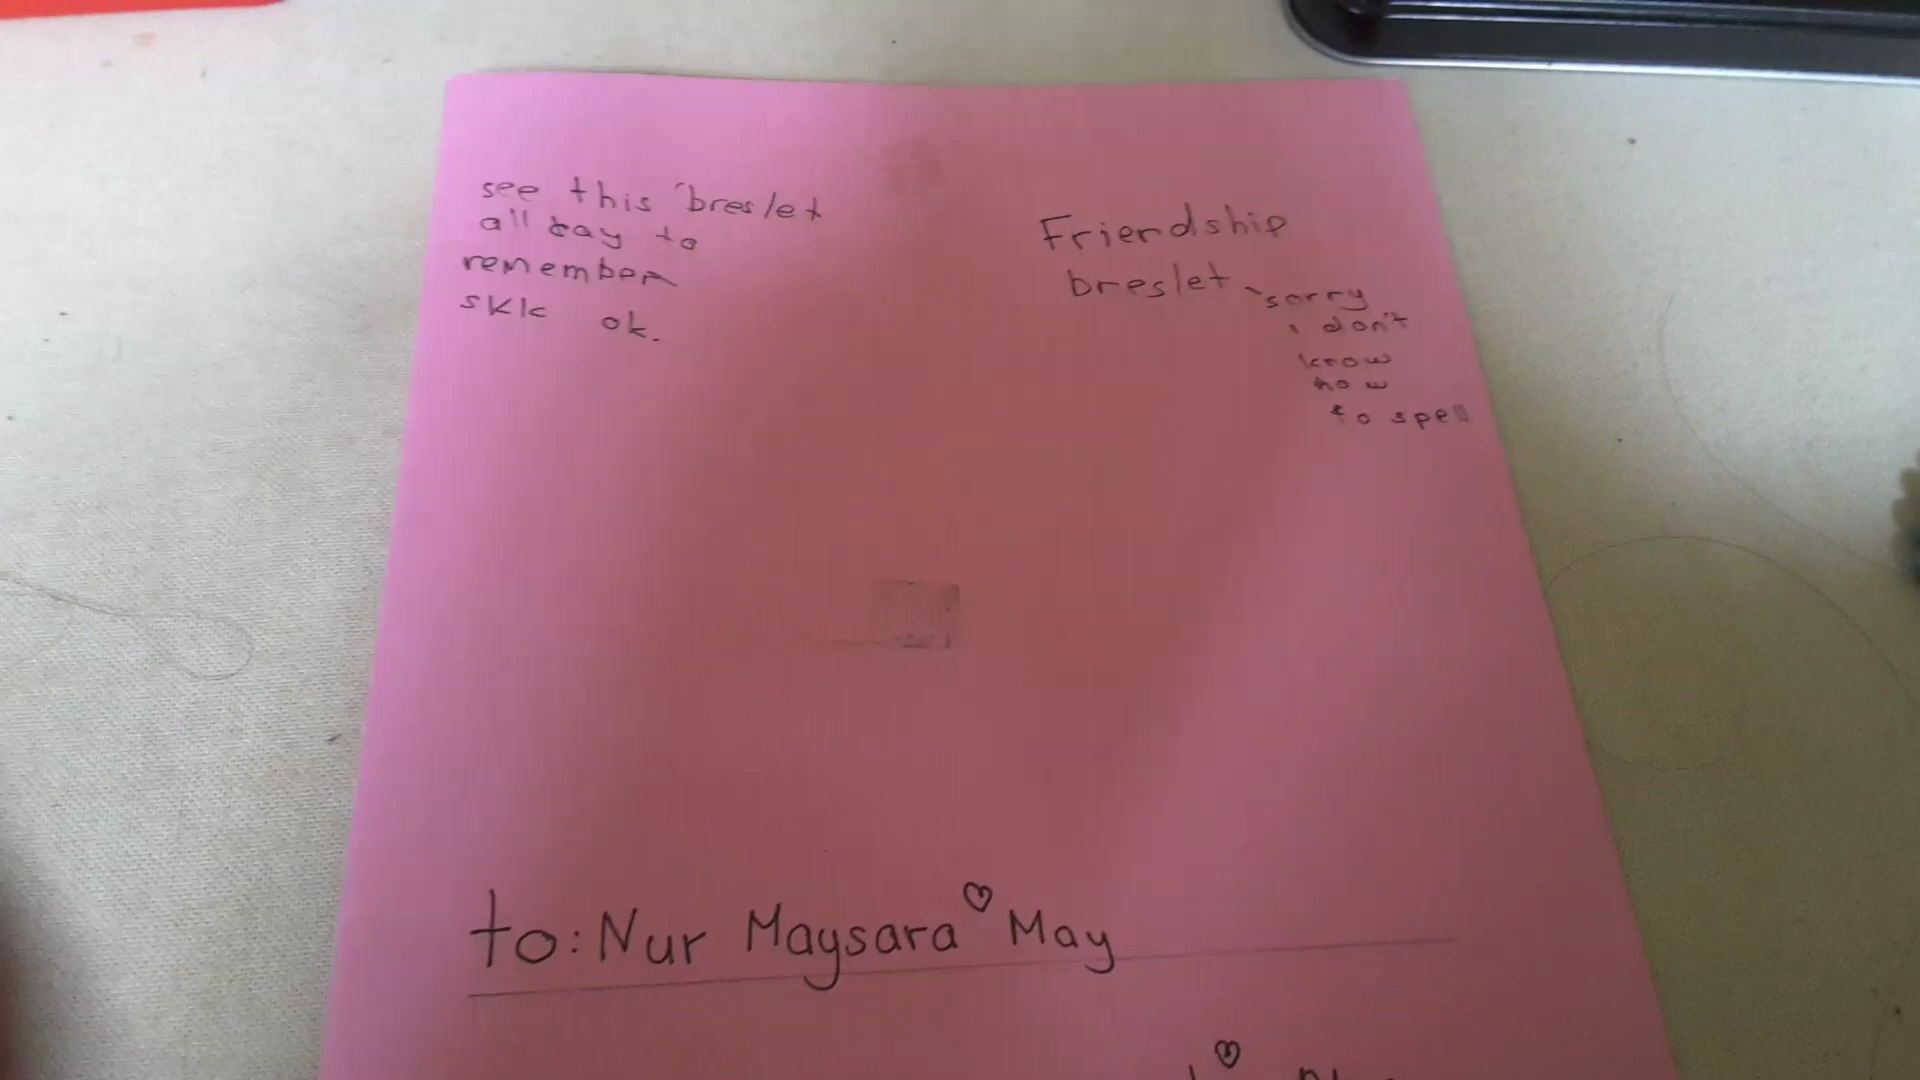 see this breslet
all day to
remember
skk ok.
Friendship
breslet
sorry
i don't
know
how
to spell
to: Nur Maysara ♡ May